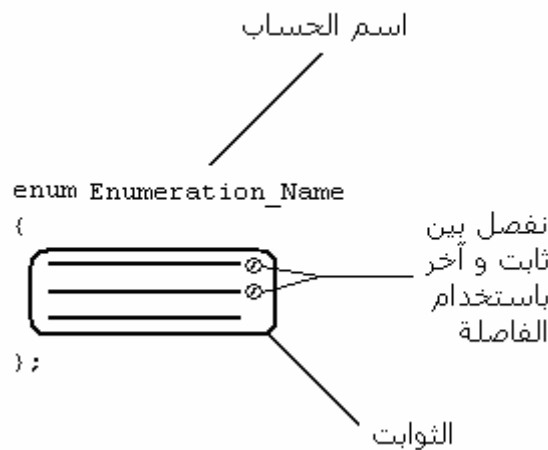 اسم الحساب
enum Enumeration_Name
{
نفصل بين
ثابت و آخر
باستخدام
الفاصلة
};
الثوابت